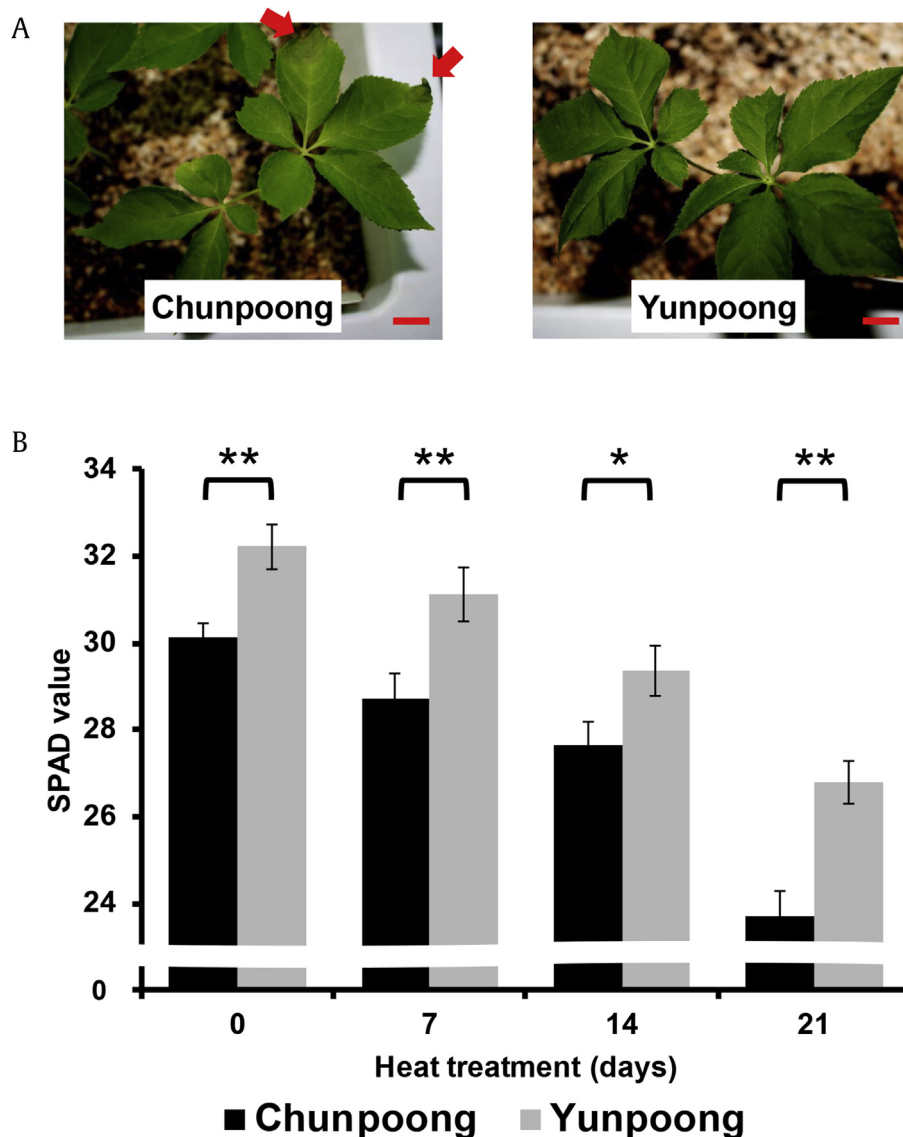 A
Chunpoong
Yunpoong
B
34
32
30
28
26
24
0
SPAD value
**
**
*
**
0 7 14 21
Heat treatment (days)
Chunpoong Yunpoong